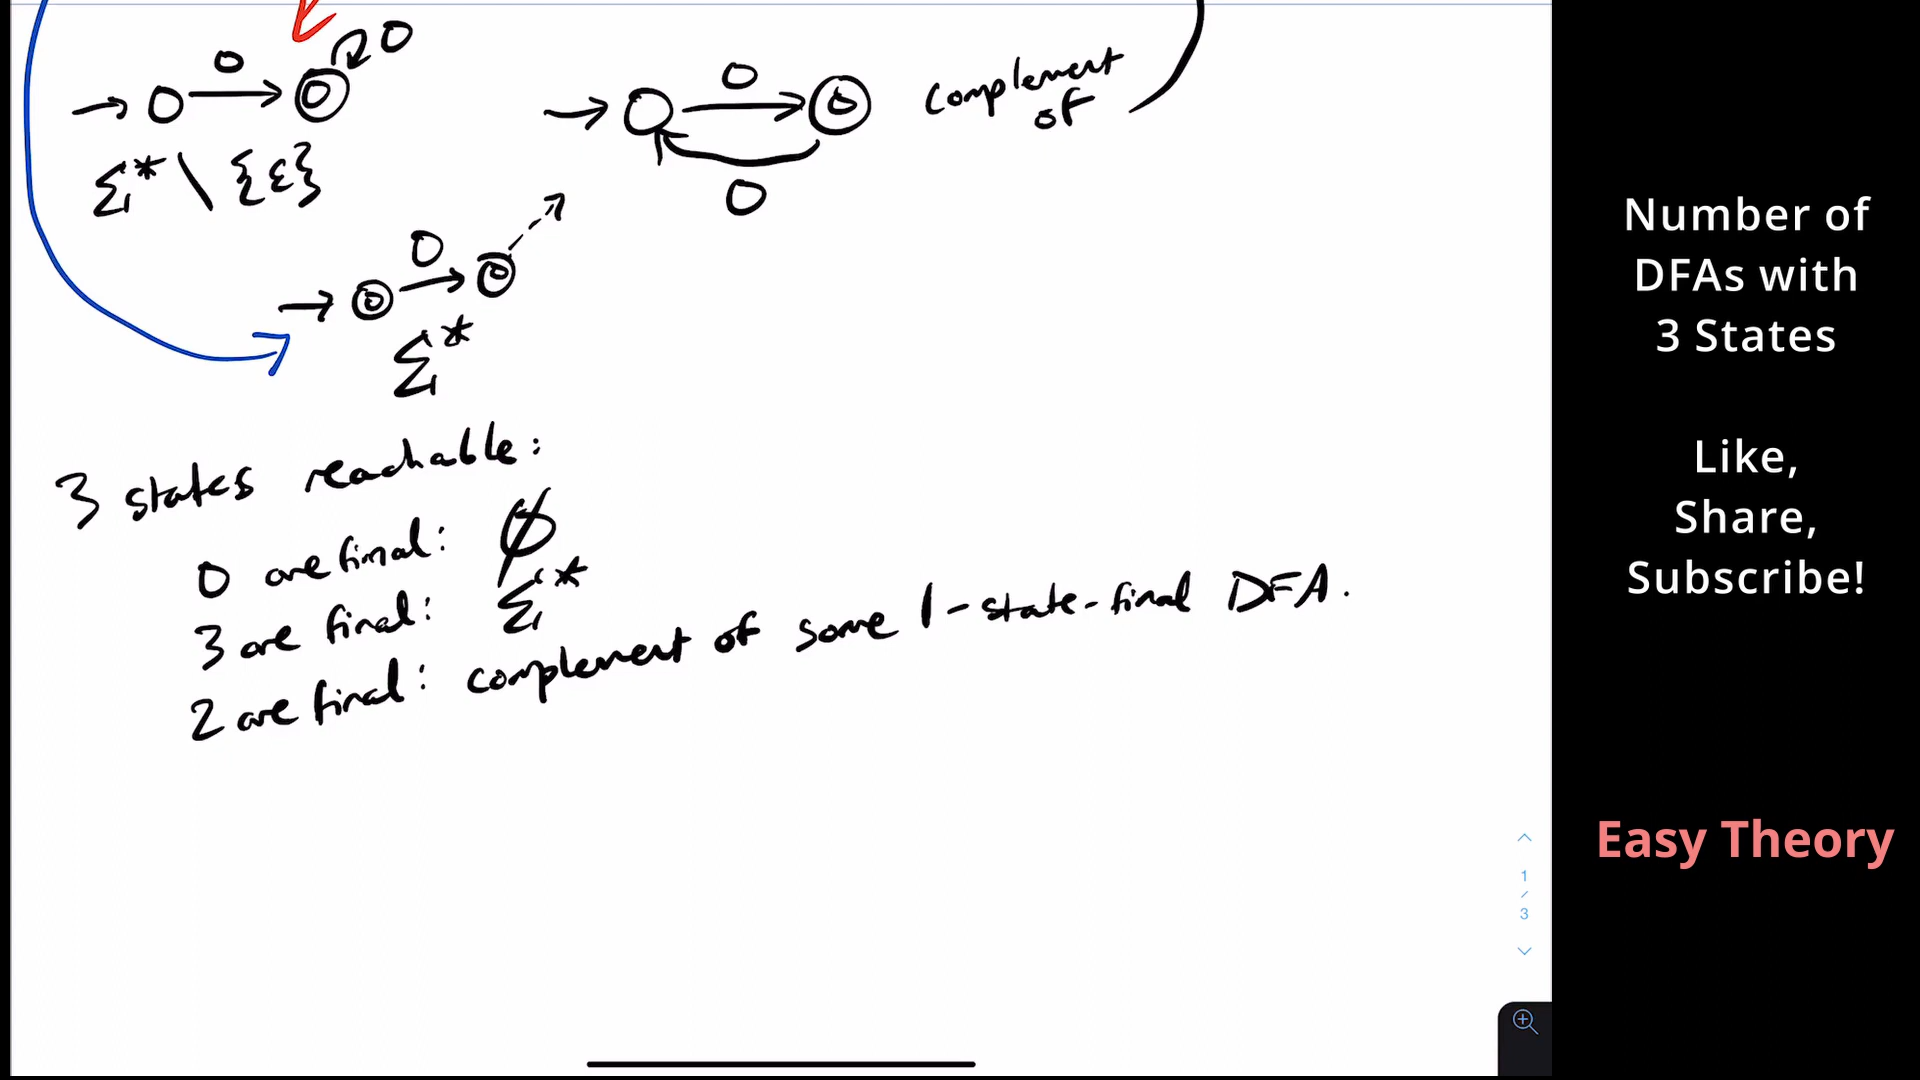 0
0
0
Complement
of
0
Σ* \ {ε}
0
Σ*
3 states reachable:
0 are final: ∅
3 are final: Σ*
2 are final: complement of some 1-state-final DFA.
Number of
DFAs with
3 States
Like,
Share,
Subscribe!
Easy Theory
1
/
3